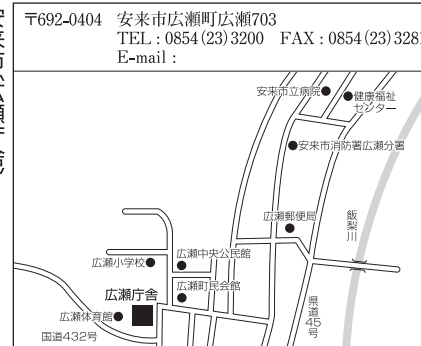 〒692-0404 安来市広瀬町広瀬703
TEL : 0854(23)3200 FAX : 0854(23)328
E-mail :
安来市立病院
健康福祉
センター
安来市消防署広瀬分署
広瀬郵便局
飯梨川
広瀬中央公民館
広瀬小学校
広瀬庁舎
広瀬町民会館
広瀬体育館
県道45号
国道432号